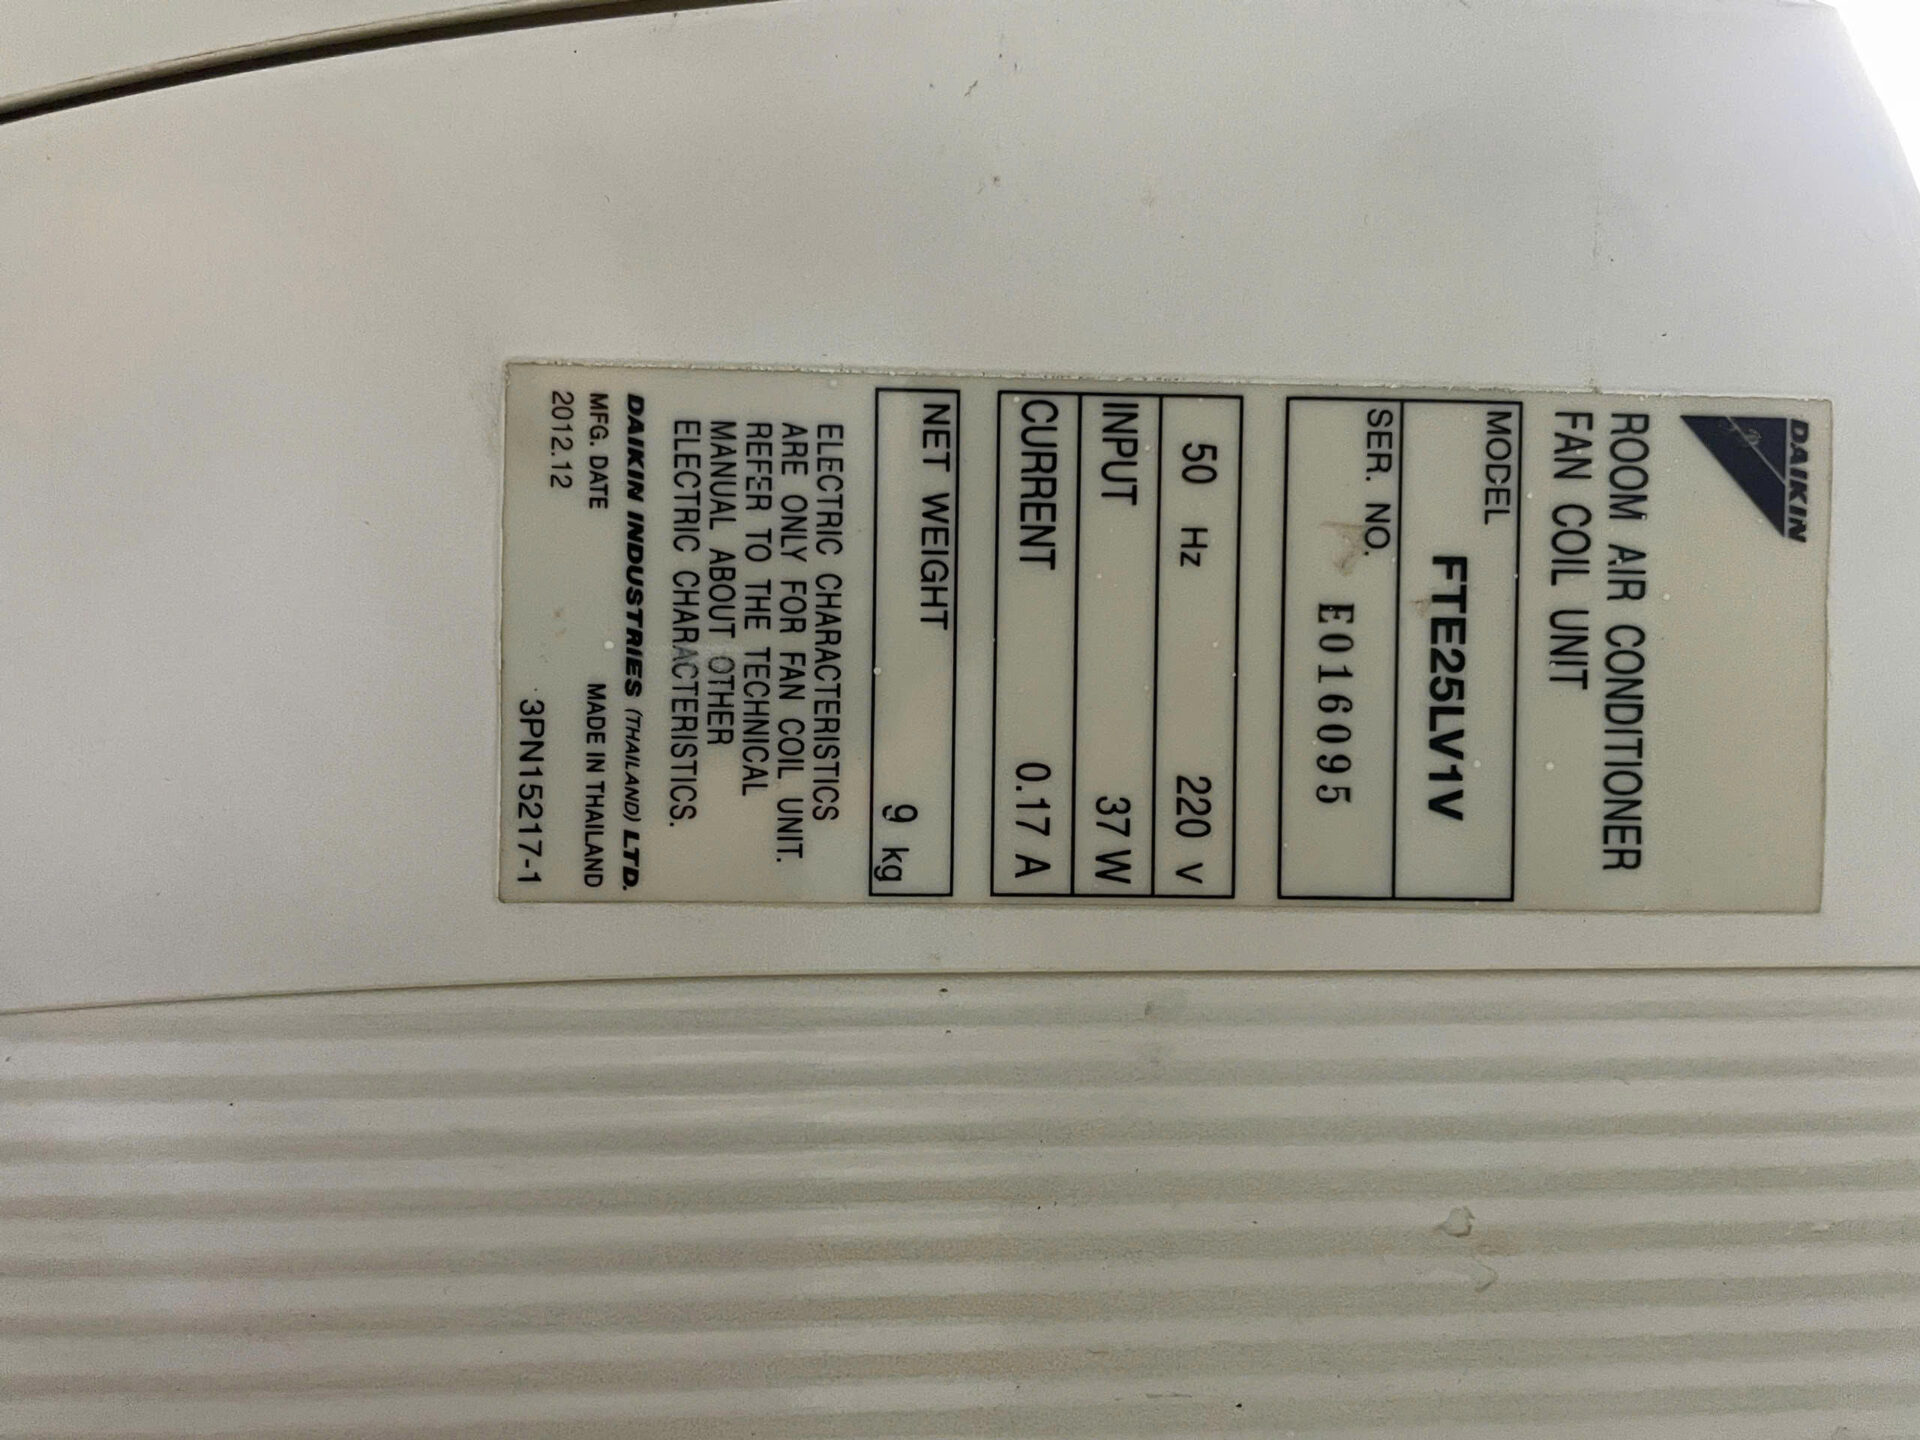 DAIKIN
ROOM AIR CONDITIONER
FAN COIL UNIT
MODEL
FTE25LV1V
SER. NO.
E016095
50 Hz 220 V
INPUT 37 W
CURRENT 0.17 A
NET WEIGHT 9 kg
ELECTRIC CHARACTERISTICS
ARE ONLY FOR FAN COIL UNIT.
REFER TO THE TECHNICAL
MANUAL ABOUT OTHER
ELECTRIC CHARACTERISTICS.
DAIKIN INDUSTRIES (THAILAND) LTD.
MFG. DATE MADE IN THAILAND
2012.12
3PN15217-1